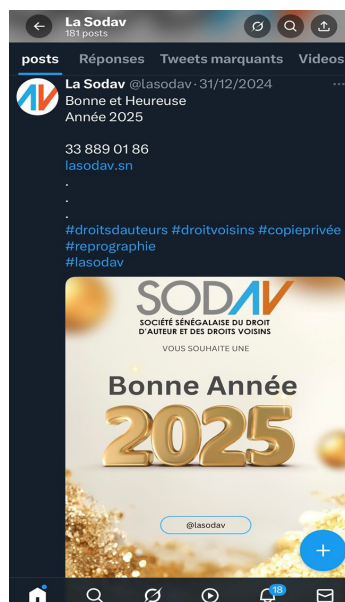 La Sodav
181 posts
posts Réponses Tweets marquants Videos
La Sodav @lasodav · 31/12/2024 ...
Bonne et Heureuse
Année 2025
33 889 01 86
lasodav.sn
.
.
.
#droitsdauteurs #droitvoisins #copieprivée
#reprographie
#lasodav
SODAV
SOCIÉTÉ SÉNÉGALAISE DU DROIT
D'AUTEUR ET DES DROITS VOISINS
VOUS SOUHAITE UNE
Bonne Année
2025
@lasodav
18